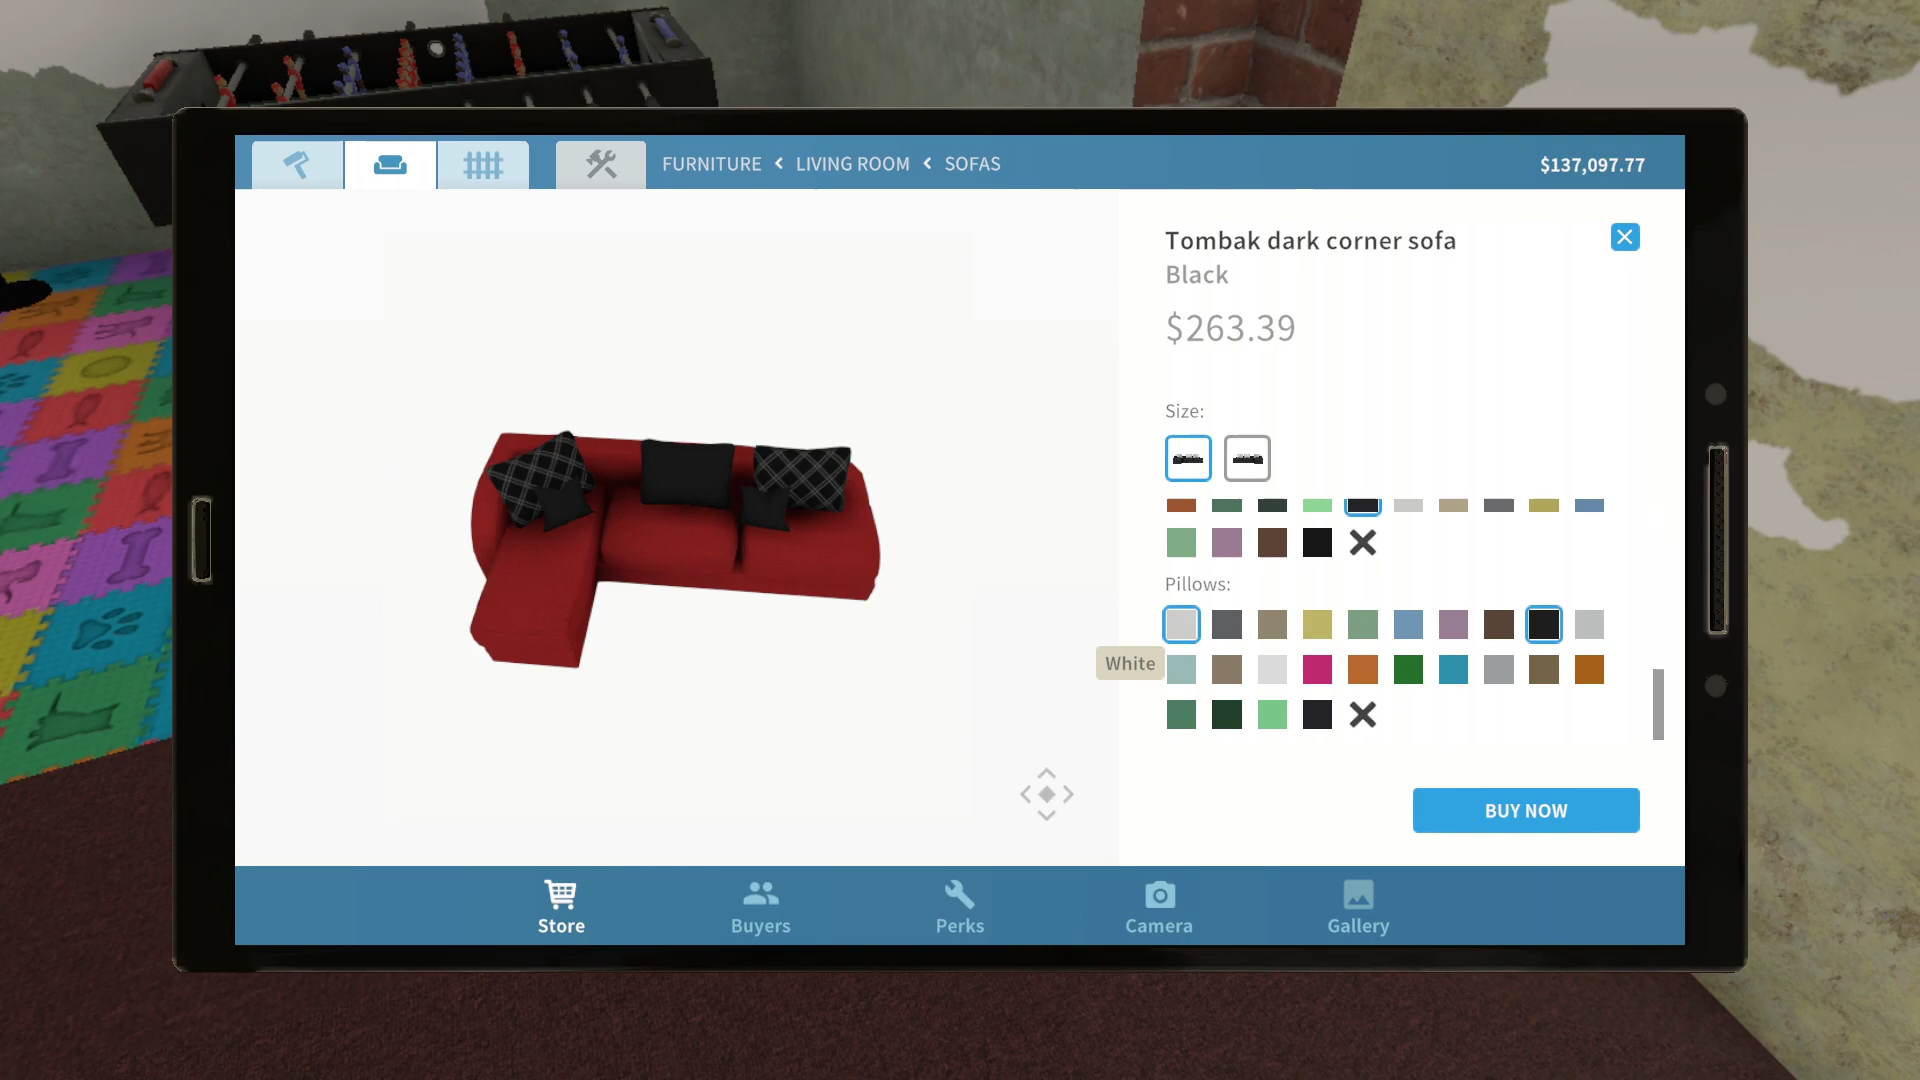 FURNITURE < LIVING ROOM < SOFAS
$137,097.77
Tombak dark corner sofa
Black
$263.39
Size:
Pillows:
White
BUY NOW
Store
Buyers
Perks
Camera
Gallery